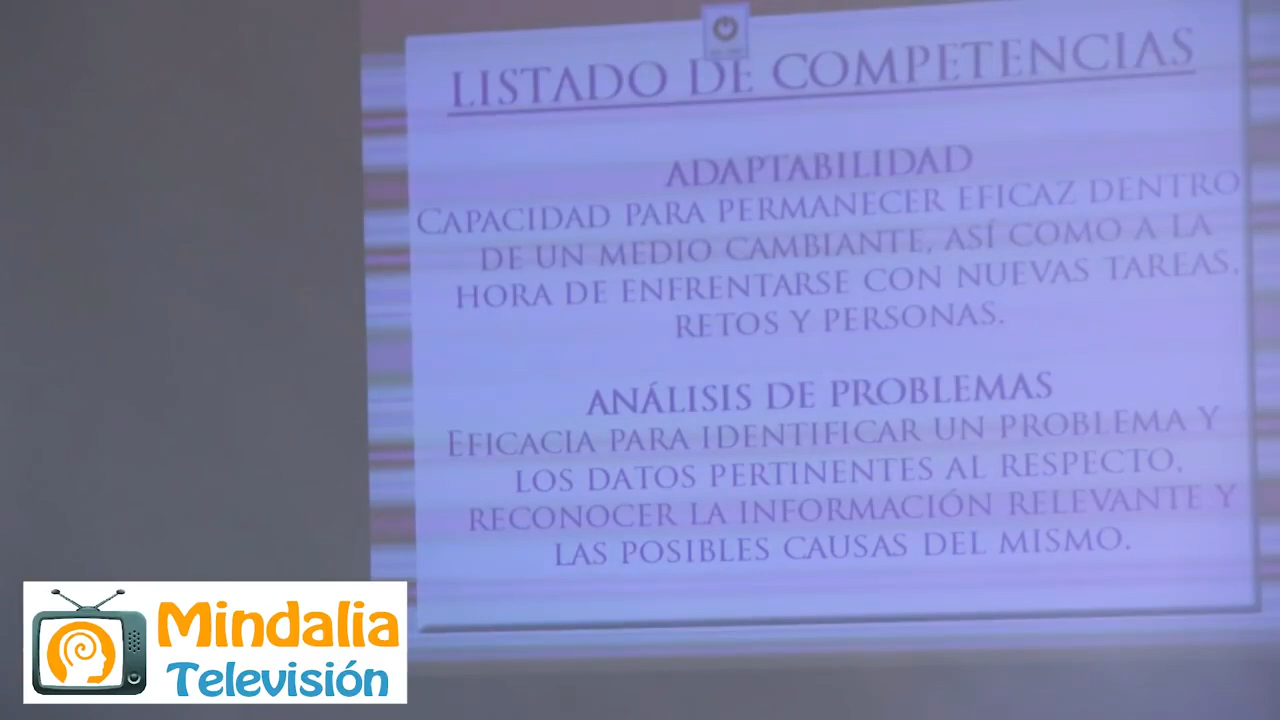 LISTADO DE COMPETENCIAS
ADAPTABILIDAD
CAPACIDAD PARA PERMANECER EFICAZ DENTRO
DE UN MEDIO CAMBIANTE, ASÍ COMO A LA
HORA DE ENFRENTARSE CON NUEVAS TAREAS,
RETOS Y PERSONAS.
ANÁLISIS DE PROBLEMAS
EFICACIA PARA IDENTIFICAR UN PROBLEMA Y
LOS DATOS PERTINENTES AL RESPECTO,
RECONOCER LA INFORMACIÓN RELEVANTE Y
LAS POSIBLES CAUSAS DEL MISMO.
Mindalia
Televisión